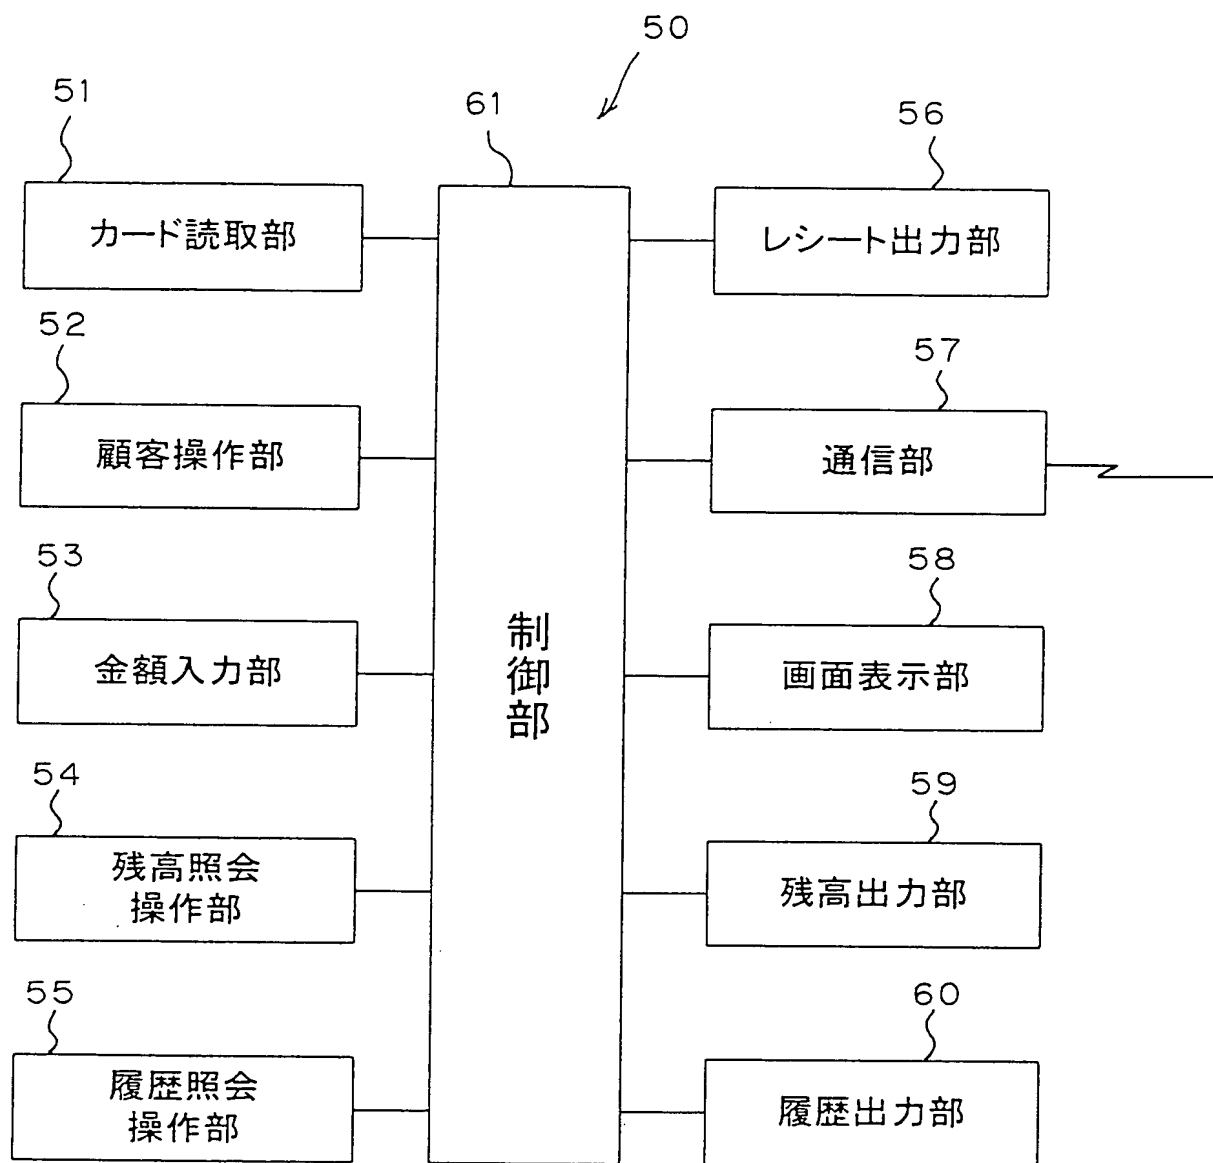 50
51
カード読取部
52
顧客操作部
53
金額入力部
54
残高照会
操作部
55
履歴照会
操作部
61
制御部
56
レシート出力部
57
通信部
58
画面表示部
59
残高出力部
60
履歴出力部